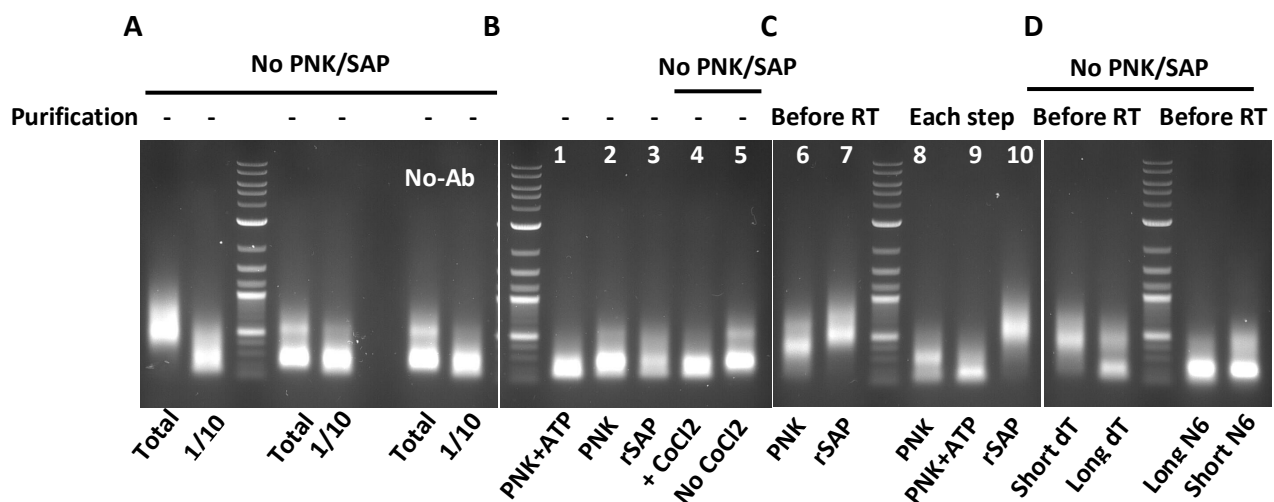 A B C D
No PNK/SAP No PNK/SAP No PNK/SAP
Purification - - - - - - - - - - - Before RT Each step Before RT Before RT
No-Ab 1 2 3 4 5 6 7 8 9 10
Total 1/10 Total 1/10 Total 1/10 PNK+ATP PNK rSAP + CoCl2 No CoCl2 PNK rSAP PNK PNK+ATP rSAP Short dT Long dT Long N6 Short N6